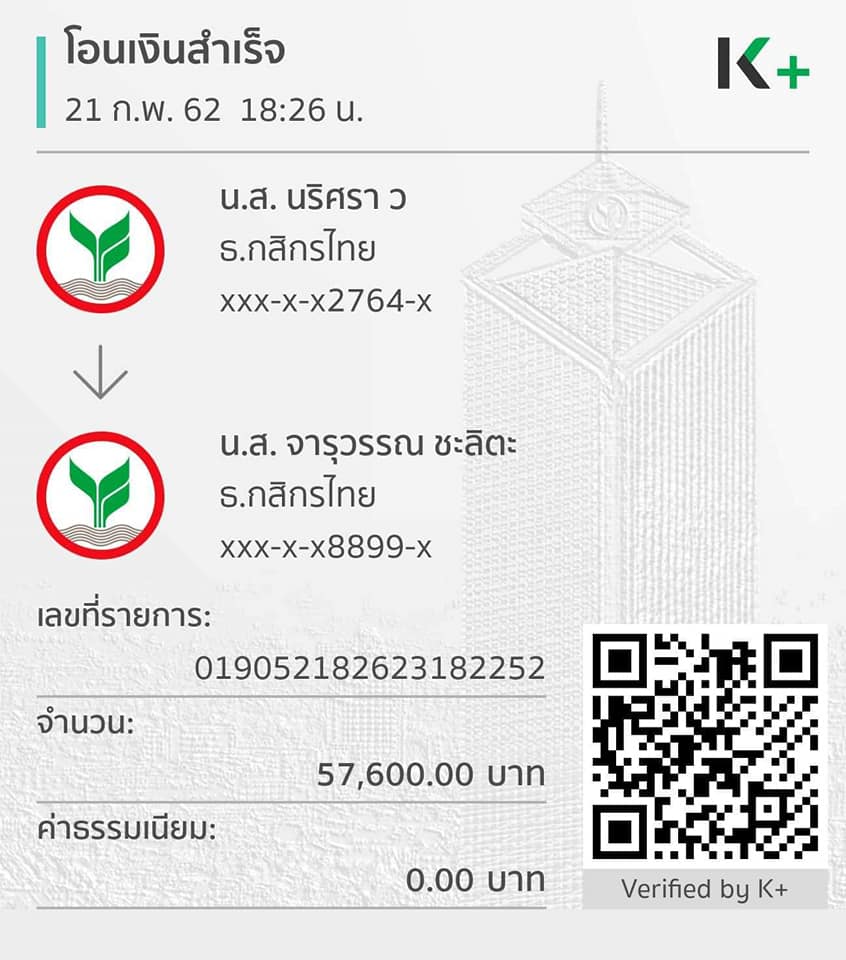 โอนเงินสำเร็จ
21 ก.พ. 62 18:26 น.
K+
น.ส. นริศรา ว
ธ.กสิกรไทย
xxx-x-x2764-x
น.ส. จารุวรรณ ชะลิตะ
ธ.กสิกรไทย
xxx-x-x8899-x
เลขที่รายการ:
019052182623182252
จำนวน:
57,600.00 บาท
ค่าธรรมเนียม:
0.00 บาท
Verified by K+